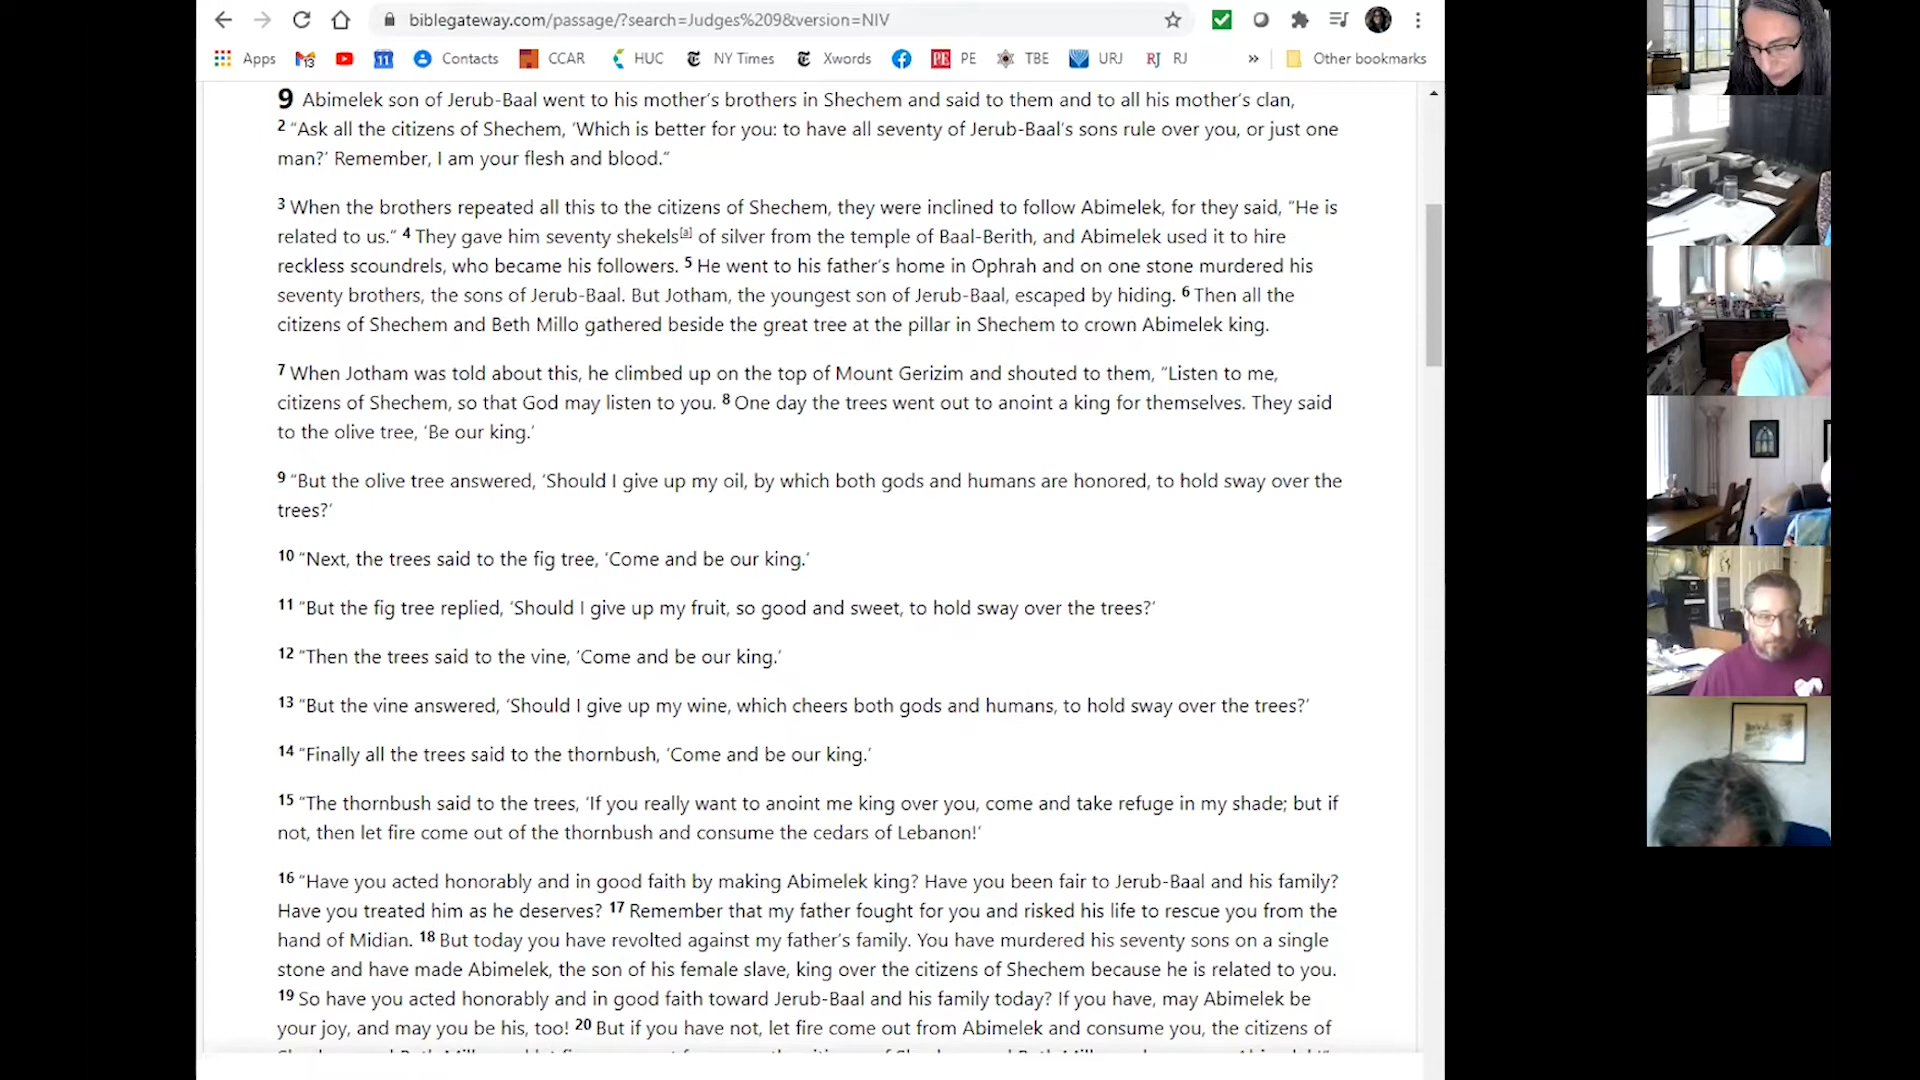 biblegateway.com/passage/?search=Judges%209&version=NIV
Apps 13 11 Contacts CCAR HUC NY Times Xwords PE PE TBE URJ RJ RJ » Other bookmarks
9 Abimelek son of Jerub-Baal went to his mother’s brothers in Shechem and said to them and to all his mother’s clan,
2 “Ask all the citizens of Shechem, ‘Which is better for you: to have all seventy of Jerub-Baal’s sons rule over you, or just one
man?’ Remember, I am your flesh and blood.”
3 When the brothers repeated all this to the citizens of Shechem, they were inclined to follow Abimelek, for they said, “He is
related to us.” 4 They gave him seventy shekels[a] of silver from the temple of Baal-Berith, and Abimelek used it to hire
reckless scoundrels, who became his followers. 5 He went to his father’s home in Ophrah and on one stone murdered his
seventy brothers, the sons of Jerub-Baal. But Jotham, the youngest son of Jerub-Baal, escaped by hiding. 6 Then all the
citizens of Shechem and Beth Millo gathered beside the great tree at the pillar in Shechem to crown Abimelek king.
7 When Jotham was told about this, he climbed up on the top of Mount Gerizim and shouted to them, “Listen to me,
citizens of Shechem, so that God may listen to you. 8 One day the trees went out to anoint a king for themselves. They said
to the olive tree, ‘Be our king.’
9 “But the olive tree answered, ‘Should I give up my oil, by which both gods and humans are honored, to hold sway over the
trees?’
10 “Next, the trees said to the fig tree, ‘Come and be our king.’
11 “But the fig tree replied, ‘Should I give up my fruit, so good and sweet, to hold sway over the trees?’
12 “Then the trees said to the vine, ‘Come and be our king.’
13 “But the vine answered, ‘Should I give up my wine, which cheers both gods and humans, to hold sway over the trees?’
14 “Finally all the trees said to the thornbush, ‘Come and be our king.’
15 “The thornbush said to the trees, ‘If you really want to anoint me king over you, come and take refuge in my shade; but if
not, then let fire come out of the thornbush and consume the cedars of Lebanon!’
16 “Have you acted honorably and in good faith by making Abimelek king? Have you been fair to Jerub-Baal and his family?
Have you treated him as he deserves? 17 Remember that my father fought for you and risked his life to rescue you from the
hand of Midian. 18 But today you have revolted against my father’s family. You have murdered his seventy sons on a single
stone and have made Abimelek, the son of his female slave, king over the citizens of Shechem because he is related to you.
19 So have you acted honorably and in good faith toward Jerub-Baal and his family today? If you have, may Abimelek be
your joy, and may you be his, too! 20 But if you have not, let fire come out from Abimelek and consume you, the citizens of